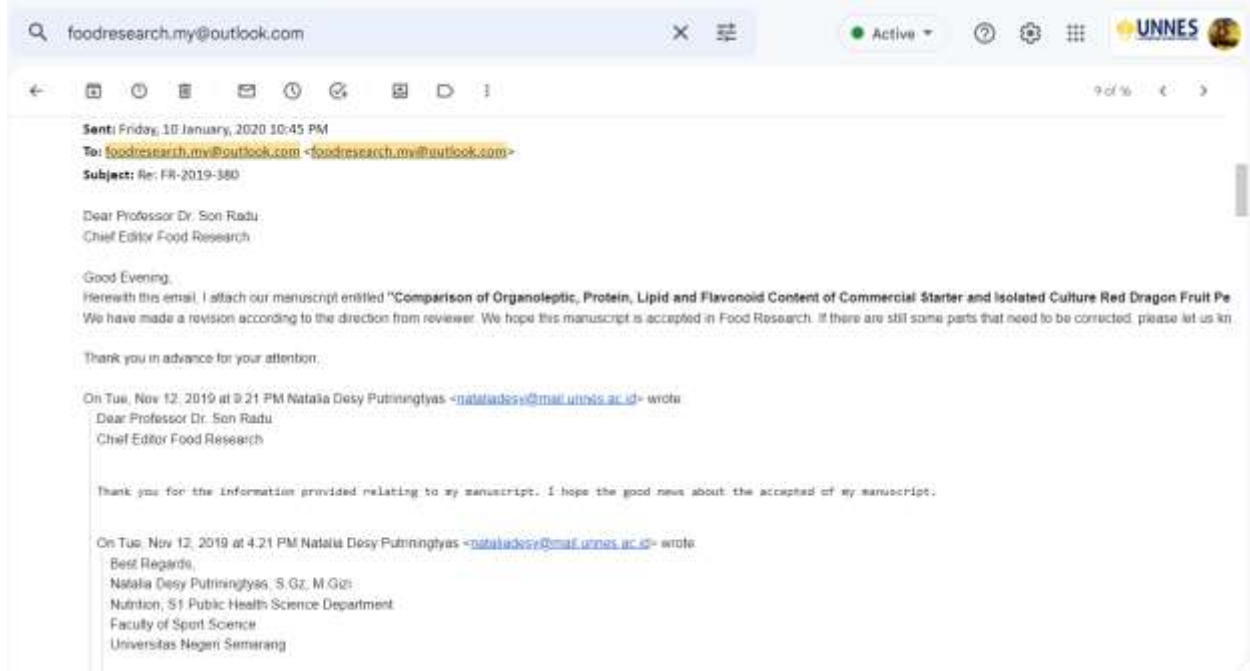 foodresearch.my@outlook.com
Active
UNNES
9 of 16
Sent: Friday, 10 January, 2020 10:45 PM
To: foodresearch.my@outlook.com <foodresearch.my@outlook.com>
Subject: Re: FR-2019-380
Dear Professor Dr. Son Radu
Chief Editor Food Research
Good Evening,
Herewith this email, I attach our manuscript entitled "Comparison of Organoleptic, Protein, Lipid and Flavonoid Content of Commercial Starter and Isolated Culture Red Dragon Fruit Pe
We have made a revision according to the direction from reviewer. We hope this manuscript is accepted in Food Research. If there are still some parts that need to be corrected, please let us kn
Thank you in advance for your attention.
On Tue, Nov 12, 2019 at 9:21 PM Natalia Desy Putriningtyas <nataliadesy@mail.unnes.ac.id> wrote:
Dear Professor Dr. Son Radu
Chief Editor Food Research
Thank you for the information provided relating to my manuscript. I hope the good news about the accepted of my manuscript.
On Tue, Nov 12, 2019 at 4:21 PM Natalia Desy Putriningtyas <nataliadesy@mail.unnes.ac.id> wrote:
Best Regards,
Natalia Desy Putriningtyas, S.Gz, M.Gizi
Nutrition, S1 Public Health Science Department
Faculty of Sport Science
Universitas Negeri Semarang